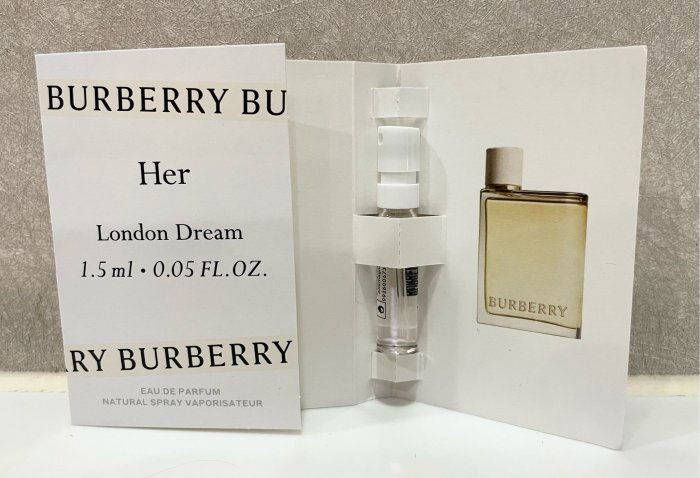 BURBERRY BU
Her
London Dream
1.5 ml • 0.05 FL.OZ.
RY BURBERRY
EAU DE PARFUM
NATURAL SPRAY VAPORISATEUR
BURBERRY